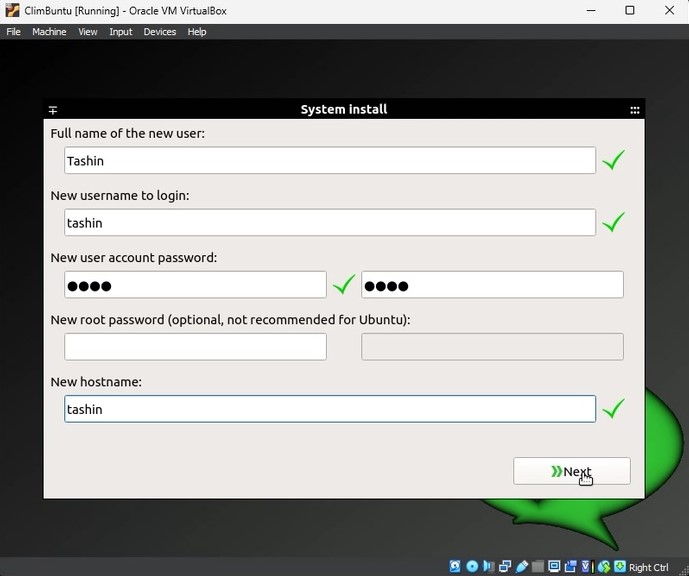 ClimBuntu [Running] - Oracle VM VirtualBox
File Machine View Input Devices Help
System install
Full name of the new user:
Tashin
New username to login:
tashin
New user account password:
●●●● ●●●●
New root password (optional, not recommended for Ubuntu):
New hostname:
tashin
Next
Right Ctrl